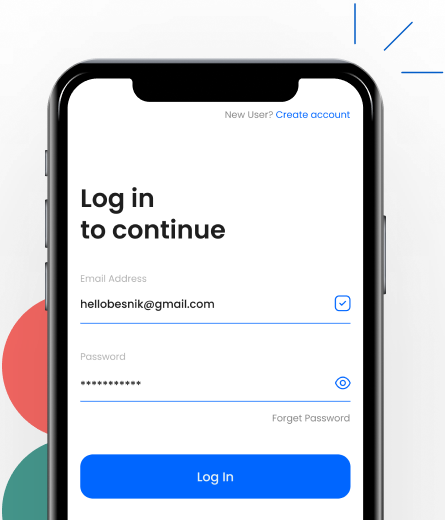 New User? Create account
Log in
to continue
Email Address
hellobesnik@gmail.com
Password
***********
Forget Password
Log In